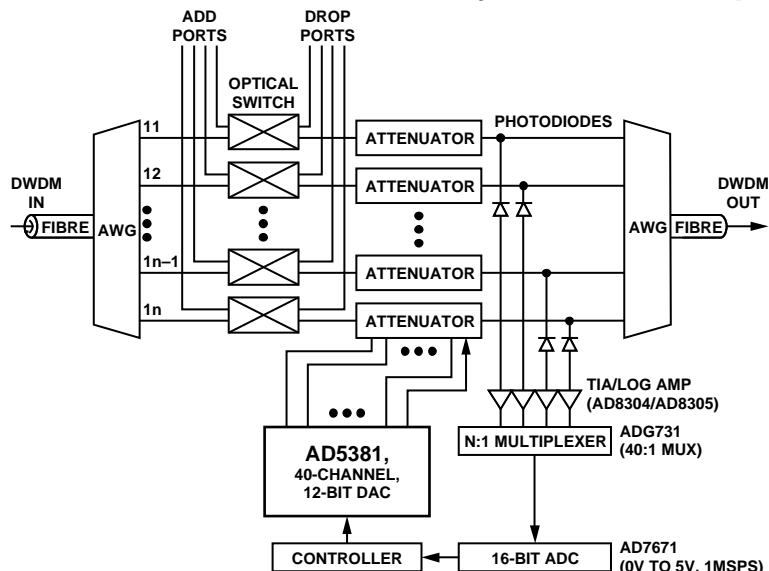 ADD
PORTS
DROP
PORTS
OPTICAL
SWITCH
PHOTODIODES
11
ATTENUATOR
12
ATTENUATOR
DWDM
IN
FIBRE
AWG
AWG
FIBRE
DWDM
OUT
1n–1
ATTENUATOR
1n
ATTENUATOR
TIA/LOG AMP
(AD8304/AD8305)
AD5381,
40-CHANNEL,
12-BIT DAC
N:1 MULTIPLEXER
ADG731
(40:1 MUX)
CONTROLLER
16-BIT ADC
AD7671
(0V TO 5V, 1MSPS)